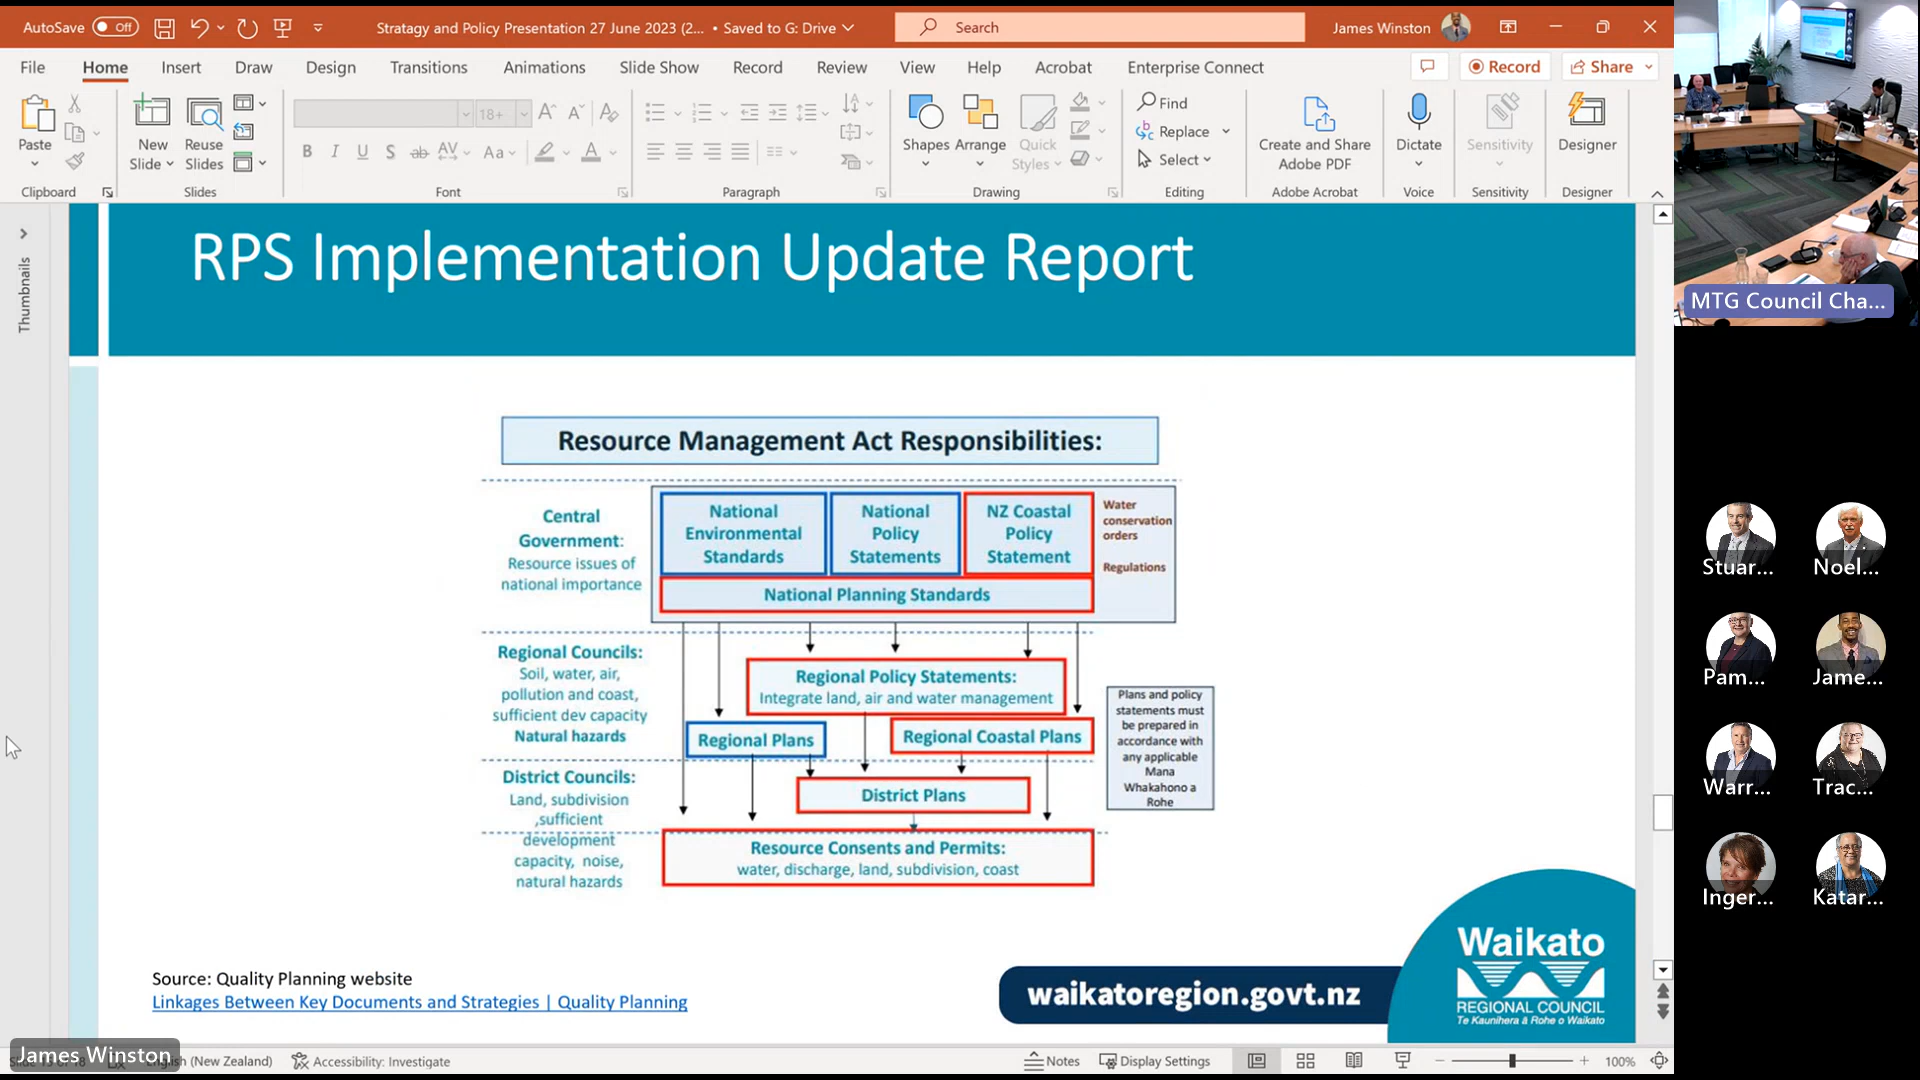 AutoSave Off
Stratagy and Policy Presentation 27 June 2023 (2... • Saved to G: Drive
Search
James Winston
File Home Insert Draw Design Transitions Animations Slide Show Record Review View Help Acrobat Enterprise Connect
Record Share
Paste
New Slide
Reuse Slides
18+
B I U S ab AV Aa A
Shapes Arrange Quick Styles
Find
Replace
Select
Create and Share Adobe PDF
Dictate
Sensitivity
Designer
Clipboard Slides Font Paragraph Drawing Editing Adobe Acrobat Voice Sensitivity Designer
Thumbnails
RPS Implementation Update Report
Resource Management Act Responsibilities:
Central
Government:
Resource issues of
national importance
National
Environmental
Standards
National
Policy
Statements
NZ Coastal
Policy
Statement
Water
conservation
orders
Regulations
National Planning Standards
Regional Councils:
Soil, water, air,
pollution and coast,
sufficient dev capacity
Natural hazards
Regional Policy Statements:
Integrate land, air and water management
Regional Plans
Regional Coastal Plans
Plans and policy
statements must
be prepared in
accordance with
any applicable
Mana
Whakahono a
Rohe
District Councils:
Land, subdivision
,sufficient
development
capacity, noise,
natural hazards
District Plans
Resource Consents and Permits:
water, discharge, land, subdivision, coast
Source: Quality Planning website
Linkages Between Key Documents and Strategies | Quality Planning
waikatoregion.govt.nz
Waikato
REGIONAL COUNCIL
Te Kaunihera ā Rohe o Waikato
James Winston
(New Zealand)
Accessibility: Investigate
Notes
Display Settings
100%
MTG Council Cha...
Stuar...
Noel...
Pam...
Jame...
Warr...
Trac...
Inger...
Katar...